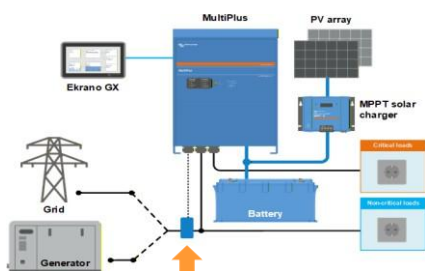 MultiPlus
PV array
Ekrano GX
MPPT solar
charger
Critical loads
Grid
Battery
Non-critical loads
Generator